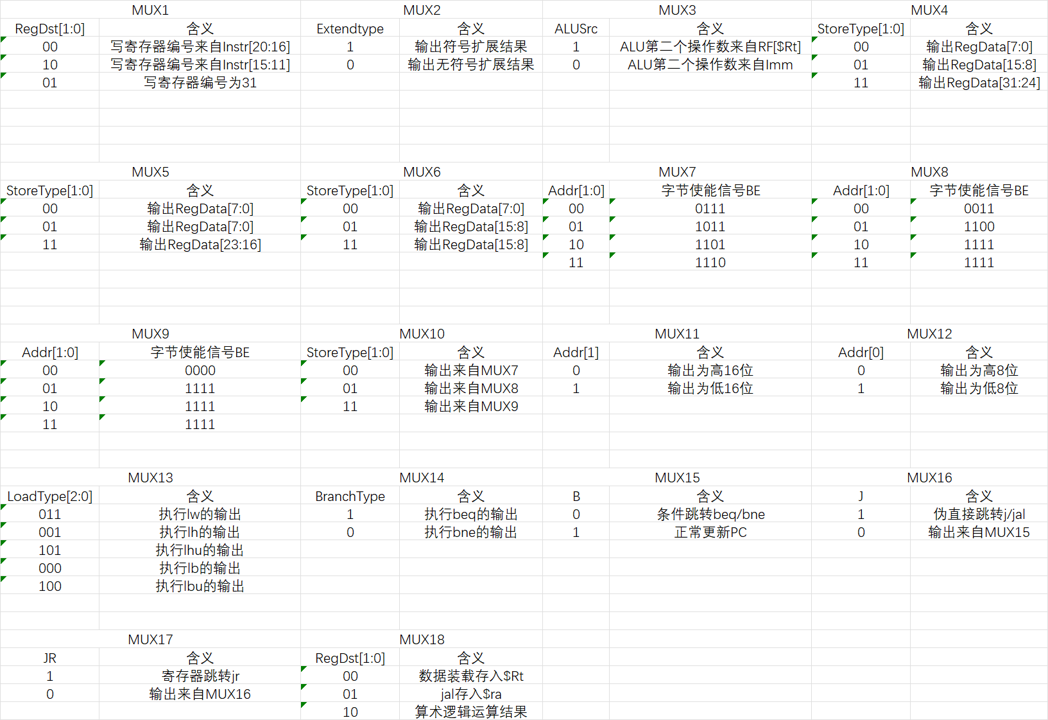 MUX1 MUX2 MUX3 MUX4
RegDst[1:0] 含义 Extendtype 含义 ALUSrc 含义 StoreType[1:0] 含义
00 写寄存器编号来自Instr[20:16] 1 输出符号扩展结果 1 ALU第二个操作数来自RF[$Rt] 00 输出RegData[7:0]
10 写寄存器编号来自Instr[15:11] 0 输出无符号扩展结果 0 ALU第二个操作数来自Imm 01 输出RegData[15:8]
01 写寄存器编号为31 11 输出RegData[31:24]
MUX5 MUX6 MUX7 MUX8
StoreType[1:0] 含义 StoreType[1:0] 含义 Addr[1:0] 字节使能信号BE Addr[1:0] 字节使能信号BE
00 输出RegData[7:0] 00 输出RegData[7:0] 00 0111 00 0011
01 输出RegData[7:0] 01 输出RegData[15:8] 01 1011 01 1100
11 输出RegData[23:16] 11 输出RegData[15:8] 10 1101 10 1111
11 1110 11 1111
MUX9 MUX10 MUX11 MUX12
Addr[1:0] 字节使能信号BE StoreType[1:0] 含义 Addr[1] 含义 Addr[0] 含义
00 0000 00 输出来自MUX7 0 输出为高16位 0 输出为高8位
01 1111 01 输出来自MUX8 1 输出为低16位 1 输出为低8位
10 1111 11 输出来自MUX9
11 1111
MUX13 MUX14 MUX15 MUX16
LoadType[2:0] 含义 BranchType 含义 B 含义 J 含义
011 执行lw的输出 1 执行beq的输出 0 条件跳转beq/bne 1 伪直接跳转j/jal
001 执行lh的输出 0 执行bne的输出 1 正常更新PC 0 输出来自MUX15
101 执行lhu的输出
000 执行lb的输出
100 执行lbu的输出
MUX17 MUX18
JR 含义 RegDst[1:0] 含义
1 寄存器跳转jr 00 数据装载存入$Rt
0 输出来自MUX16 01 jal存入$ra
10 算术逻辑运算结果